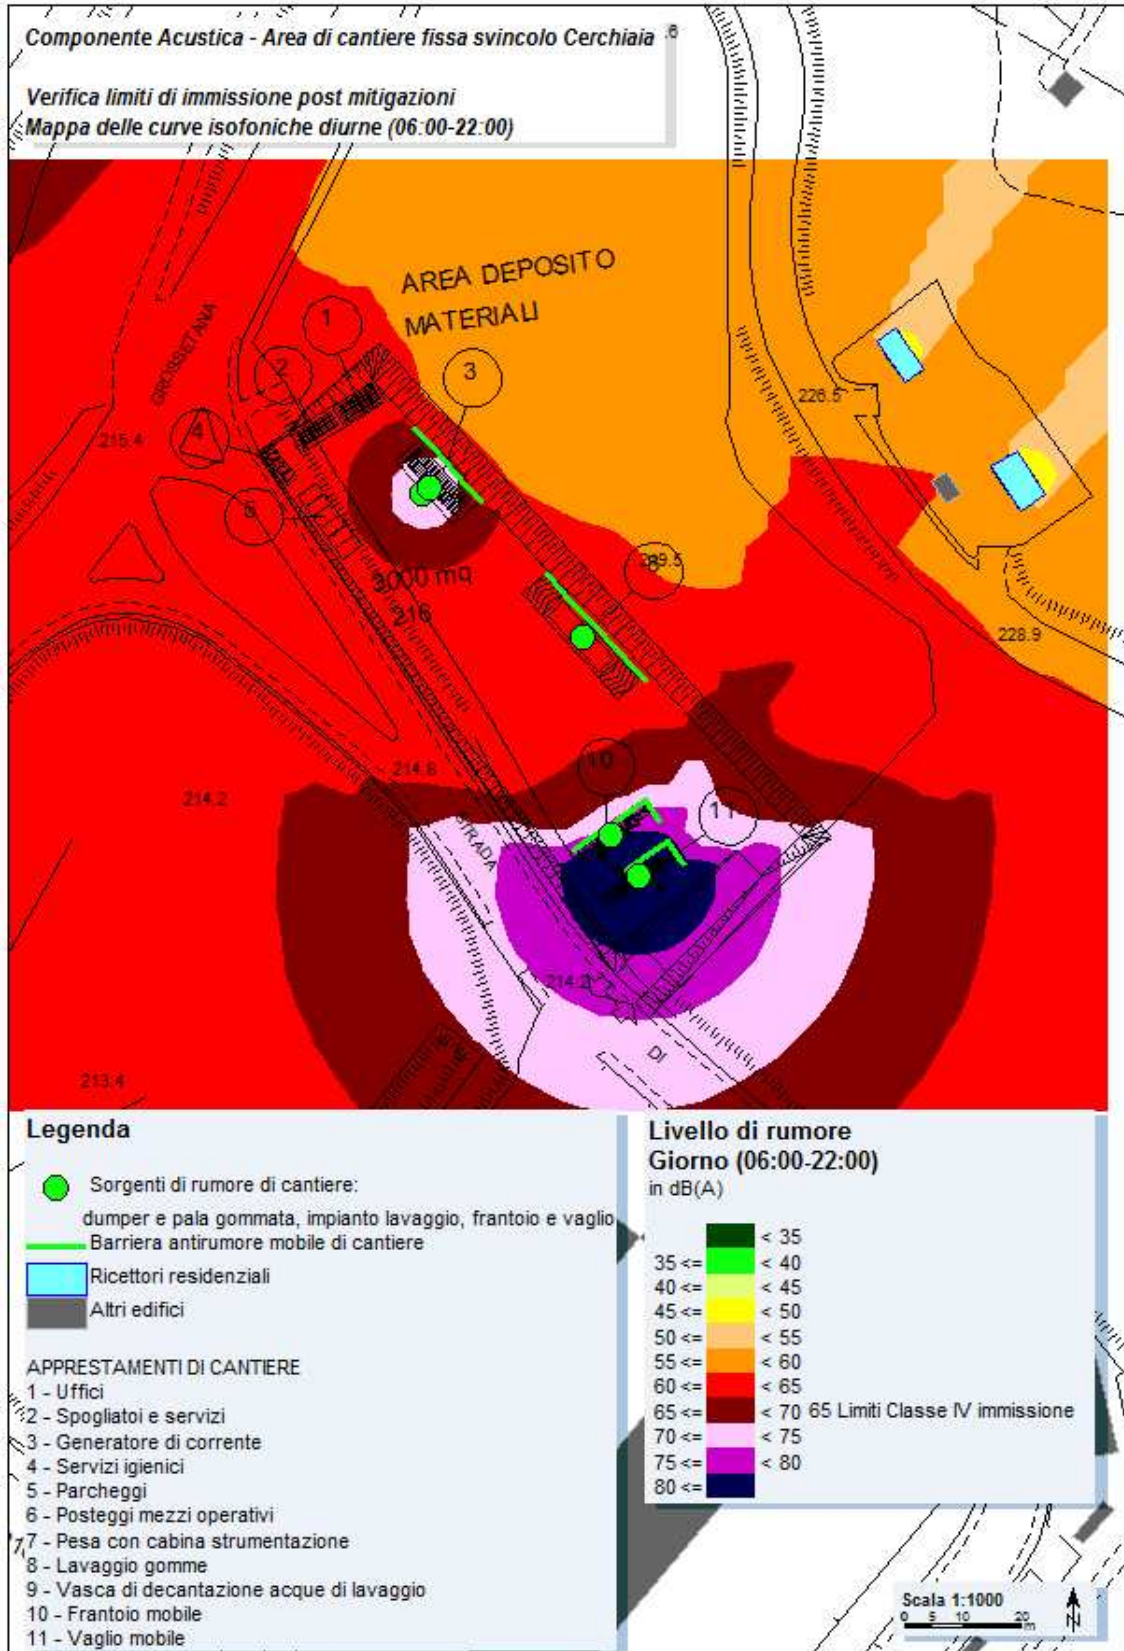 Componente Acustica - Area di cantiere fissa svincolo Cerchiaia
Verifica limiti di immissione post mitigazioni
Mappa delle curve isofoniche diurne (06:00-22:00)
AREA DEPOSITO
MATERIALI
1
2
3
4
215.4
226.5
8
3000 mq
216
228.9
10
11
214.8
214.2
STRADA
214.2
DI
213.4
Legenda
Sorgenti di rumore di cantiere:
dumper e pala gommata, impianto lavaggio, frantoio e vaglio
Barriera antirumore mobile di cantiere
Ricettori residenziali
Altri edifici
APPRESTAMENTI DI CANTIERE
1 - Uffici
2 - Spogliatoi e servizi
3 - Generatore di corrente
4 - Servizi igienici
5 - Parcheggi
6 - Posteggi mezzi operativi
7 - Pesa con cabina strumentazione
8 - Lavaggio gomme
9 - Vasca di decantazione acque di lavaggio
10 - Frantoio mobile
11 - Vaglio mobile
Livello di rumore
Giorno (06:00-22:00)
in dB(A)
< 35
35 <= < 40
40 <= < 45
45 <= < 50
50 <= < 55
55 <= < 60
60 <= < 65
65 <= < 70 65 Limiti Classe IV immissione
70 <= < 75
75 <= < 80
80 <=
Scala 1:1000
0 5 10 20
m
N